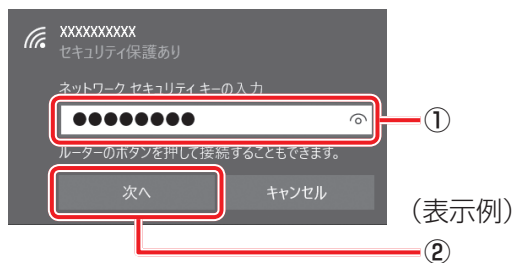 XXXXXXXXXX
セキュリティ保護あり
ネットワーク セキュリティ キーの入力
●●●●●●●●
①
ルーターのボタンを押して接続することもできます。
次へ
キャンセル
(表示例)
②